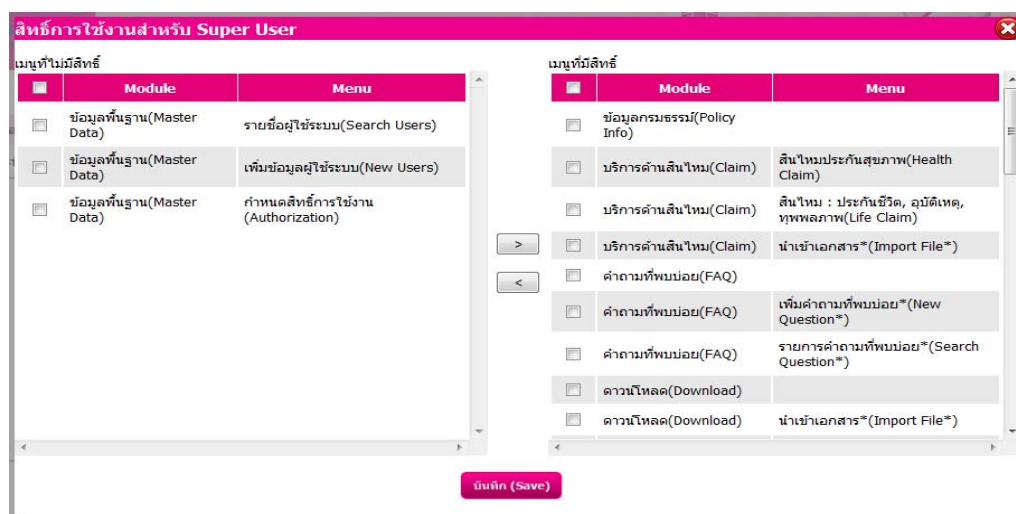 สิทธิ์การใช้งานสำหรับ Super User
เมนูที่ไม่มีสิทธิ์
Module Menu
ข้อมูลพื้นฐาน(Master
Data)
รายชื่อผู้ใช้ระบบ(Search Users)
ข้อมูลพื้นฐาน(Master
Data)
เพิ่มข้อมูลผู้ใช้ระบบ(New Users)
ข้อมูลพื้นฐาน(Master
Data)
กำหนดสิทธิ์การใช้งาน
(Authorization)
>
<
เมนูที่มีสิทธิ์
Module Menu
ข้อมูลกรมธรรม์(Policy
Info)
บริการด้านสินไหม(Claim)
สินไหมประกันสุขภาพ(Health
Claim)
บริการด้านสินไหม(Claim)
สินไหม : ประกันชีวิต, อุบัติเหตุ,
ทุพพลภาพ(Life Claim)
บริการด้านสินไหม(Claim)
นำเข้าเอกสาร*(Import File*)
คำถามที่พบบ่อย(FAQ)
คำถามที่พบบ่อย(FAQ)
เพิ่มคำถามที่พบบ่อย*(New
Question*)
คำถามที่พบบ่อย(FAQ)
รายการคำถามที่พบบ่อย*(Search
Question*)
ดาวน์โหลด(Download)
ดาวน์โหลด(Download)
นำเข้าเอกสาร*(Import File*)
บันทึก (Save)